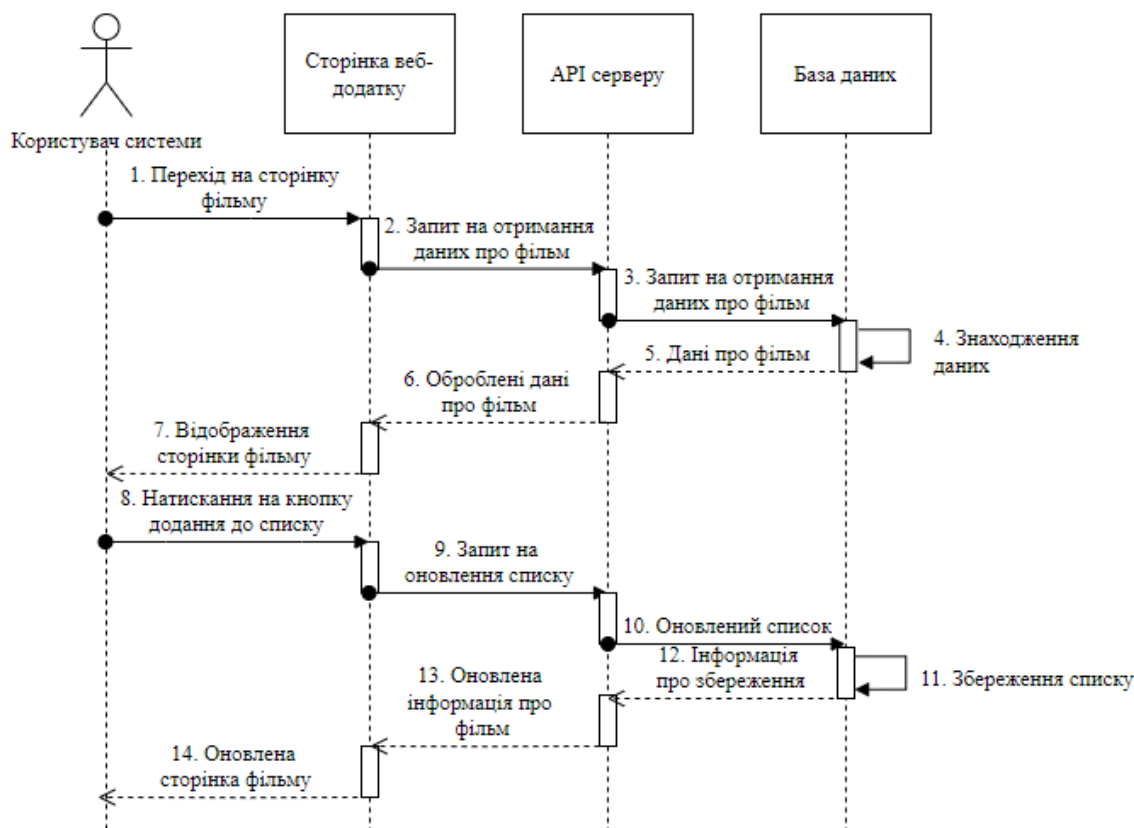 Сторінка веб-
додатку
API серверу
База даних
Користувач системи
1. Перехід на сторінку
фільму
2. Запит на отримання
даних про фільм
3. Запит на отримання
даних про фільм
4. Знаходження
даних
5. Дані про фільм
6. Оброблені дані
про фільм
7. Відображення
сторінки фільму
8. Натискання на кнопку
додання до списку
9. Запит на
оновлення списку
10. Оновлений список
11. Збереження списку
12. Інформація
про збереження
13. Оновлена
інформація про
фільм
14. Оновлена
сторінка фільму